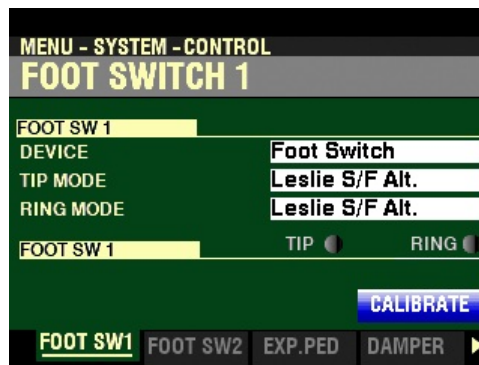 MENU - SYSTEM - CONTROL
FOOT SWITCH 1
FOOT SW 1
DEVICE Foot Switch
TIP MODE Leslie S/F Alt.
RING MODE Leslie S/F Alt.
FOOT SW 1 TIP RING
CALIBRATE
FOOT SW1 FOOT SW2 EXP.PED DAMPER